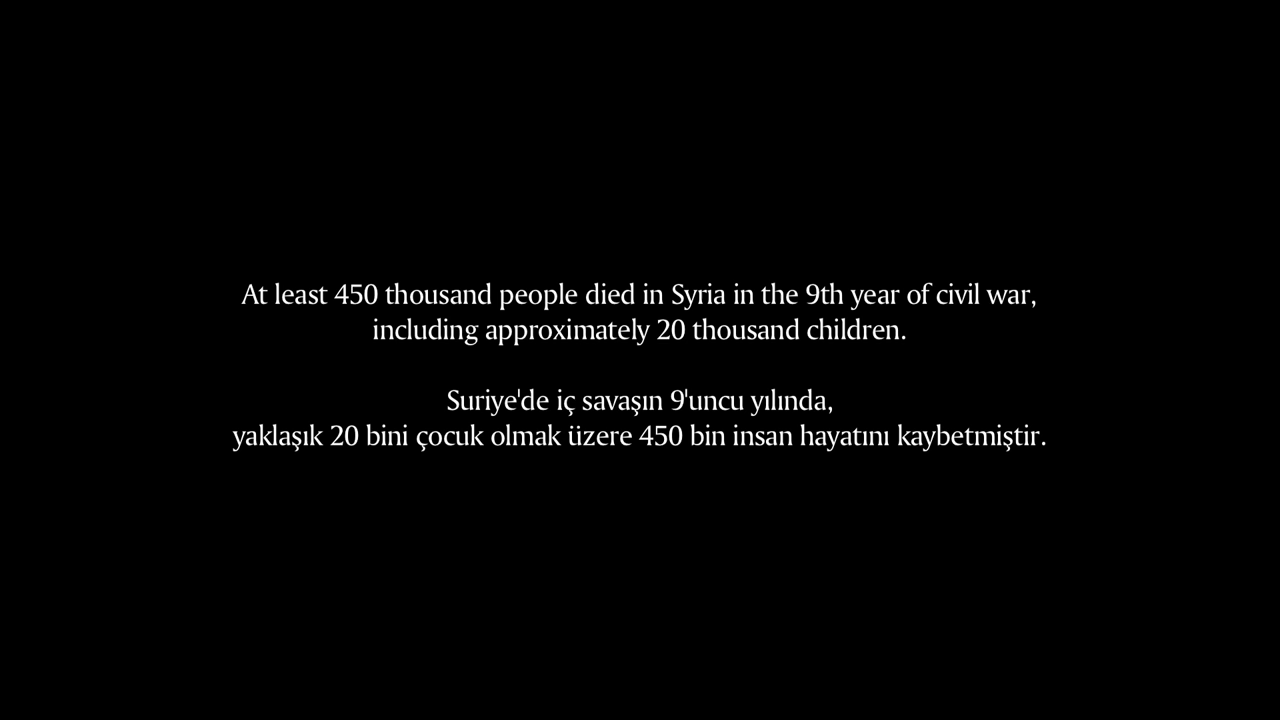 At least 450 thousand people died in Syria in the 9th year of civil war,
including approximately 20 thousand children.
Suriye'de iç savaşın 9'uncu yılında,
yaklaşık 20 bini çocuk olmak üzere 450 bin insan hayatını kaybetmiştir.